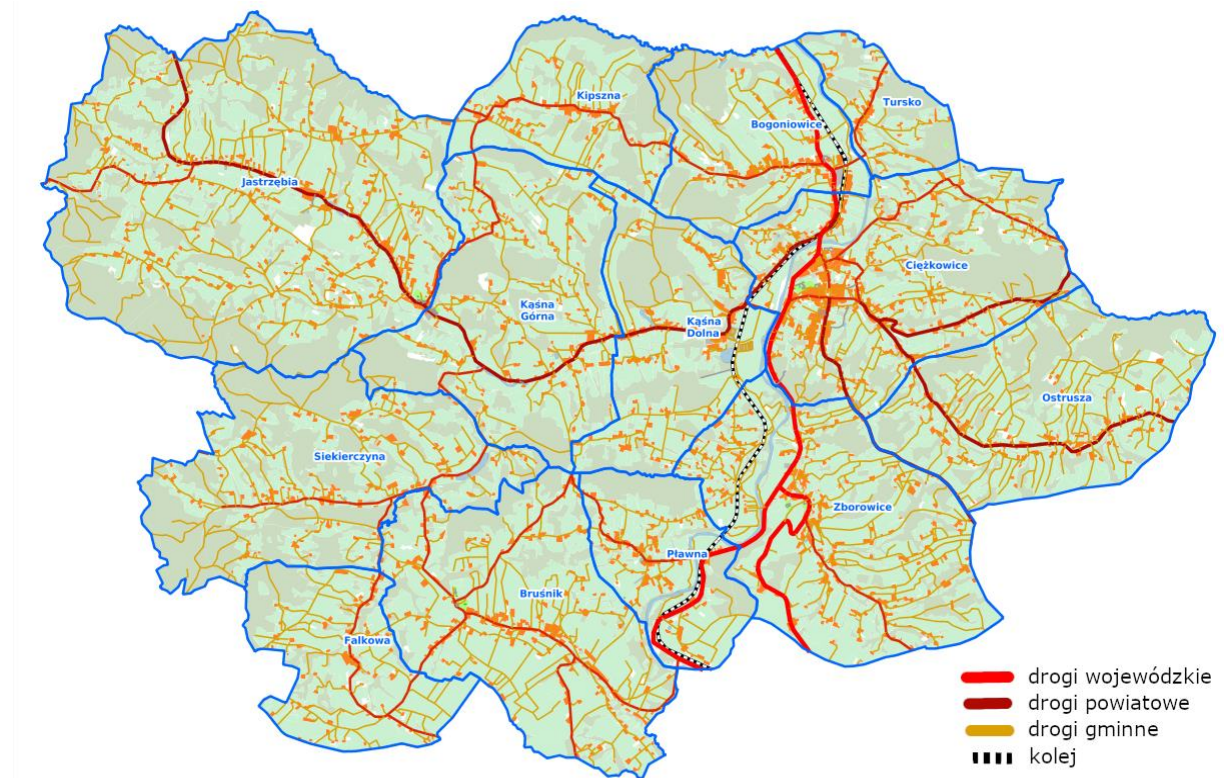 Kipszna
Tursko
Bogoniowice
Jastrzębia
Ciężkowice
Kąśna
Górna
Kąśna
Dolna
Ostrusza
Siekierczyna
Zborowice
Pławna
Bruśnik
Falkowa
drogi wojewódzkie
drogi powiatowe
drogi gminne
kolej